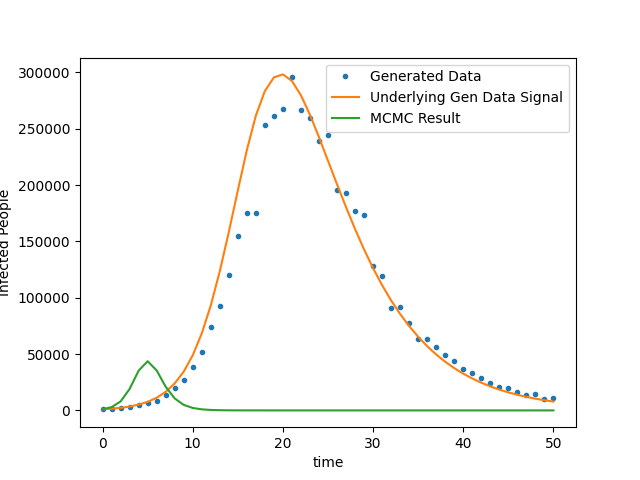 Generated Data
Underlying Gen Data Signal
MCMC Result
300000
250000
200000
150000
100000
50000
0
Infected People
0 10 20 30 40 50
time